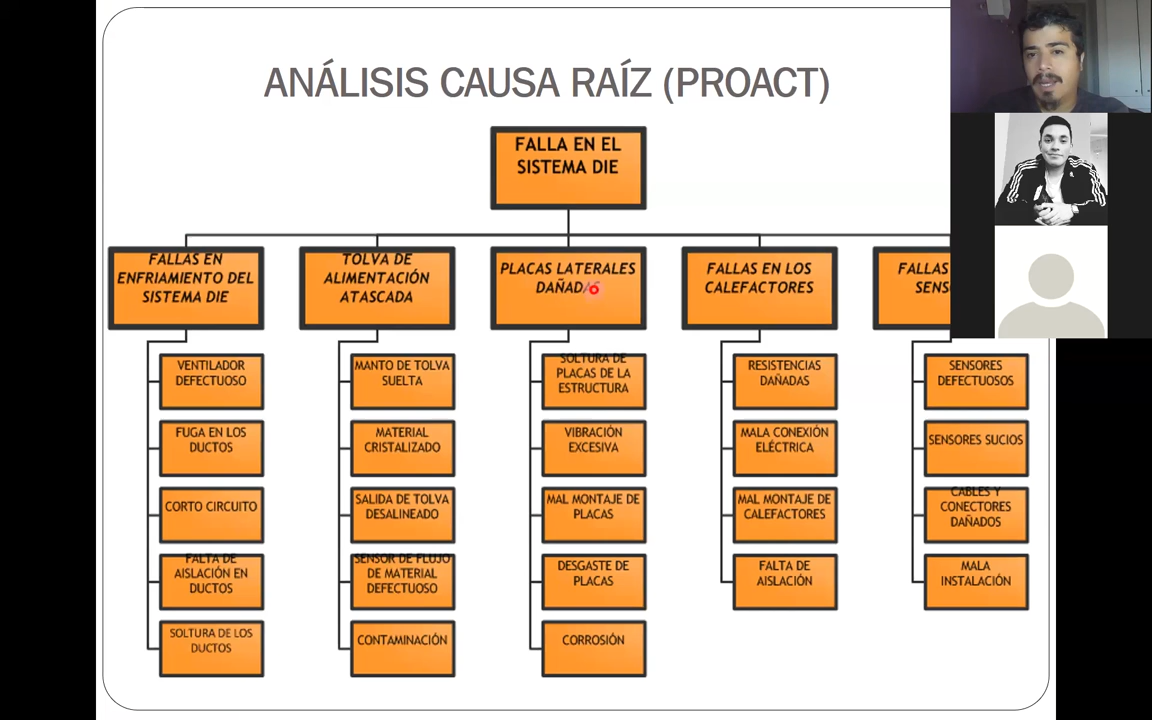 ANÁLISIS CAUSA RAÍZ (PROACT)
FALLA EN EL
SISTEMA DIE
FALLAS EN
ENFRIAMIENTO DEL
SISTEMA DIE
VENTILADOR
DEFECTUOSO
FUGA EN LOS
DUCTOS
CORTO CIRCUITO
FALTA DE
AISLACIÓN EN
DUCTOS
SOLTURA DE LOS
DUCTOS
TOLVA DE
ALIMENTACIÓN
ATASCADA
MANTO DE TOLVA
SUELTA
MATERIAL
CRISTALIZADO
SALIDA DE TOLVA
DESALINEADO
SENSOR DE FLUJO
DE MATERIAL
DEFECTUOSO
CONTAMINACIÓN
PLACAS LATERALES
SOLTURA DE
PLACAS DE LA
ESTRUCTURA
VIBRACIÓN
EXCESIVA
MAL MONTAJE DE
PLACAS
DESGASTE DE
PLACAS
CORROSIÓN
FALLAS EN LOS
CALEFACTORES
RESISTENCIAS
DAÑADAS
MALA CONEXIÓN
ELÉCTRICA
MAL MONTAJE DE
CALEFACTORES
FALTA DE
AISLACIÓN
FALLAS
SENSORES
DEFECTUOSOS
SENSORES SUCIOS
CABLES Y
CONECTORES
DAÑADOS
MALA
INSTALACIÓN